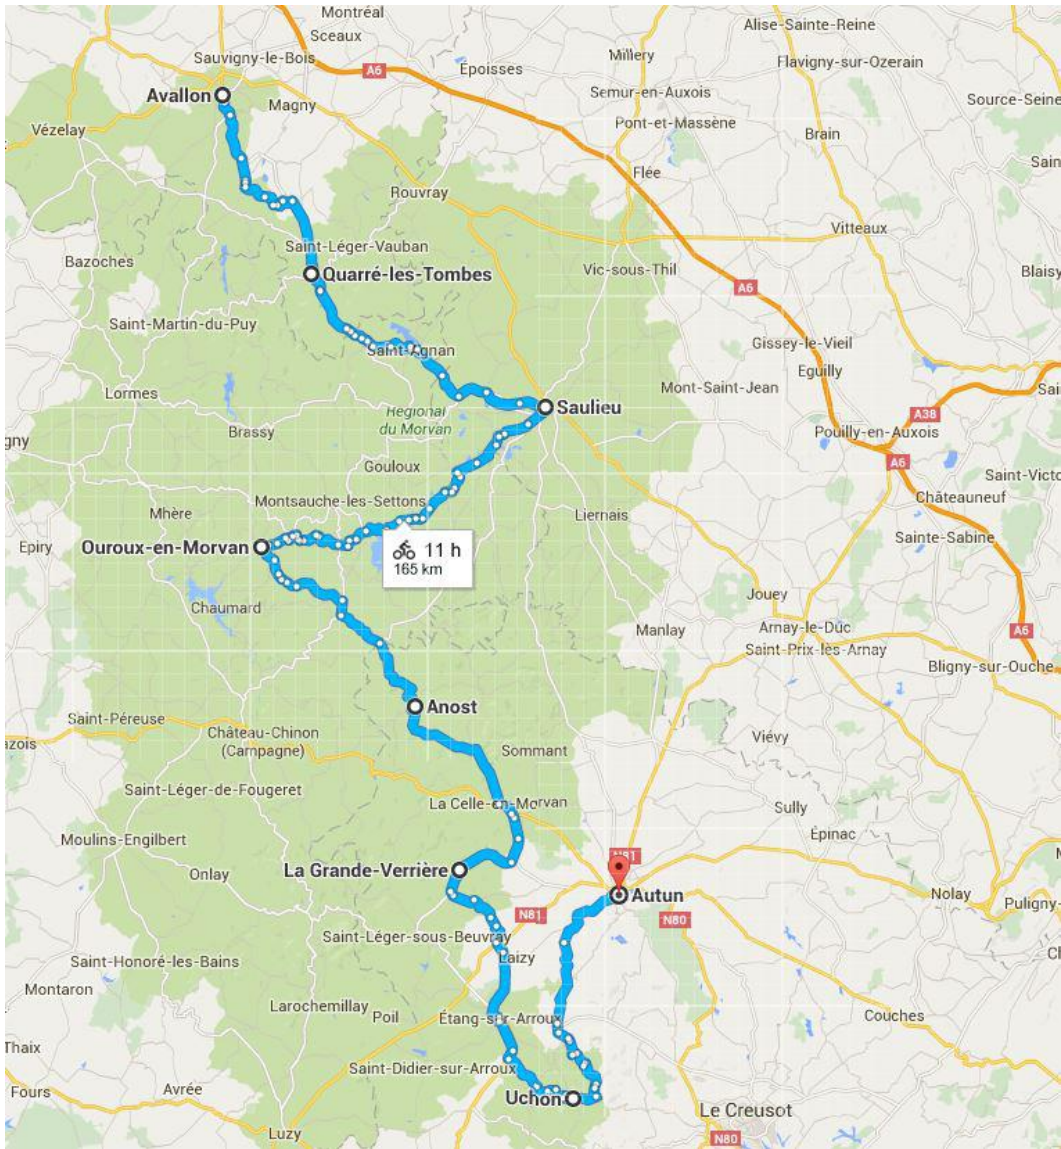 Montréal
Sceaux
Alise-Sainte-Reine
Sauvigny-le-Bois
A6
Époisses
Millery
Flavigny-sur-Ozerain
Avallon
Magny
Semur-en-Auxois
Source-Seine
Vézelay
Pont-et-Massène
Brain
Flée
Rouvray
Saint-Léger-Vauban
Vitteaux
Bazoches
Quarré-les-Tombes
Vic-sous-Thil
Blaisy
A6
Saint-Martin-du-Puy
Saint-Agnan
Gissey-le-Vieil
Eguilly
Lormes
Mont-Saint-Jean
Saulieu
Régional
du Morvan
A38
Brassy
Pouilly-en-Auxois
gny
A6
Gouloux
Saint-Victo
Montsauche-les-Settons
Châteauneuf
Mhère
Liernais
Sainte-Sabine
Epiry
Ouroux-en-Morvan
11 h
165 km
Chaumard
Jouey
Manlay
Arnay-le-Duc
A6
Saint-Prix-lès-Arnay
Bligny-sur-Ouche
Anost
Saint-Péreuse
Château-Chinon
(Campagne)
Viévy
Sommant
Saint-Léger-de-Fougeret
La Celle-en-Morvan
Sully
Moulins-Engilbert
Épinac
N81
La Grande-Verrière
Onlay
Autun
Nolay
Puligny-
N81
N80
Saint-Léger-sous-Beuvray
Laizy
Saint-Honoré-les-Bains
Montaron
Larochemillay
Poil
Étang-sur-Arroux
Couches
Thaix
Saint-Didier-sur-Arroux
Fours
Avrée
Uchon
Le Creusot
Luzy
N80